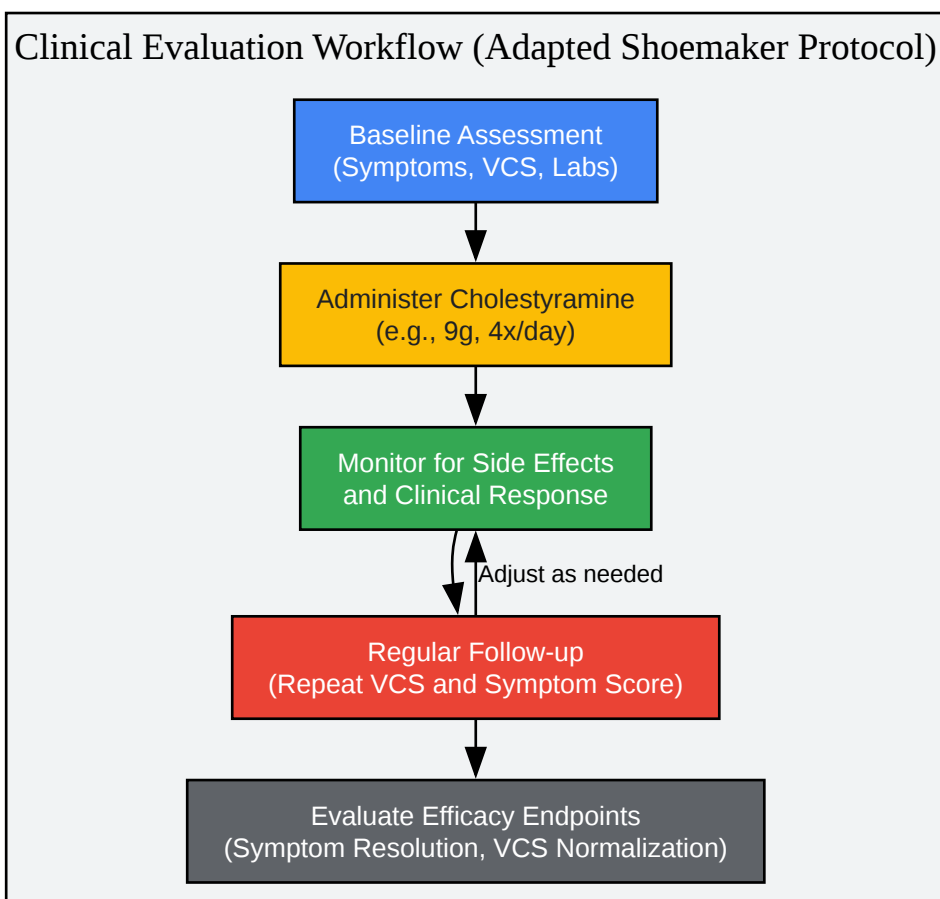 Clinical Evaluation Workflow (Adapted Shoemaker Protocol)
Baseline Assessment
(Symptoms, VCS, Labs)
Administer Cholestyramine
(e.g., 9g, 4x/day)
Monitor for Side Effects
and Clinical Response
Adjust as needed
Regular Follow-up
(Repeat VCS and Symptom Score)
Evaluate Efficacy Endpoints
(Symptom Resolution, VCS Normalization)